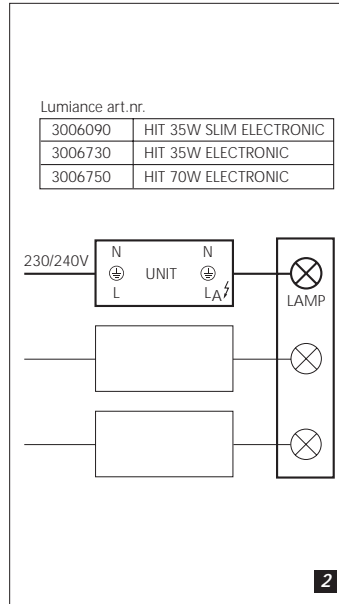 Lumiance art.nr.
3006090 HIT 35W SLIM ELECTRONIC
3006730 HIT 35W ELECTRONIC
3006750 HIT 70W ELECTRONIC
230/240V
N N
UNIT
L LA
LAMP
2